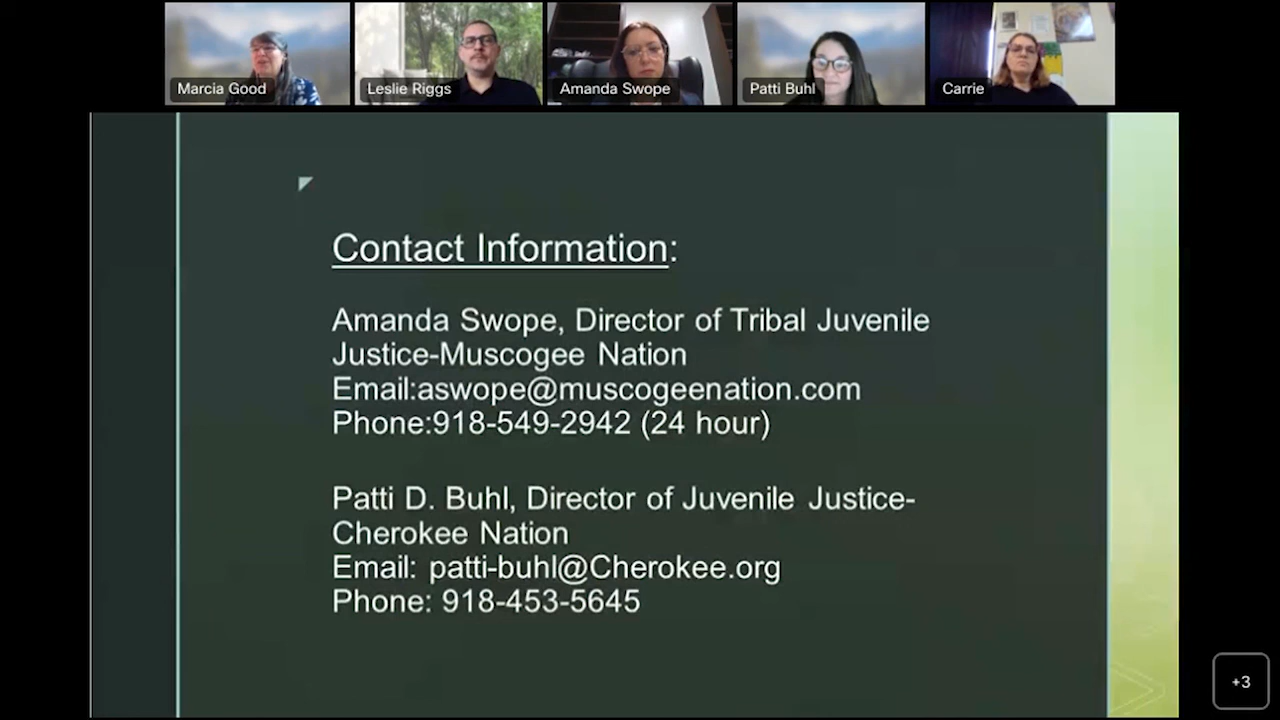 Marcia Good
Leslie Riggs
Amanda Swope
Patti Buhl
Carrie
Contact Information:
Amanda Swope, Director of Tribal Juvenile
Justice-Muscogee Nation
Email:aswope@muscogeenation.com
Phone:918-549-2942 (24 hour)
Patti D. Buhl, Director of Juvenile Justice-
Cherokee Nation
Email: patti-buhl@Cherokee.org
Phone: 918-453-5645
+3